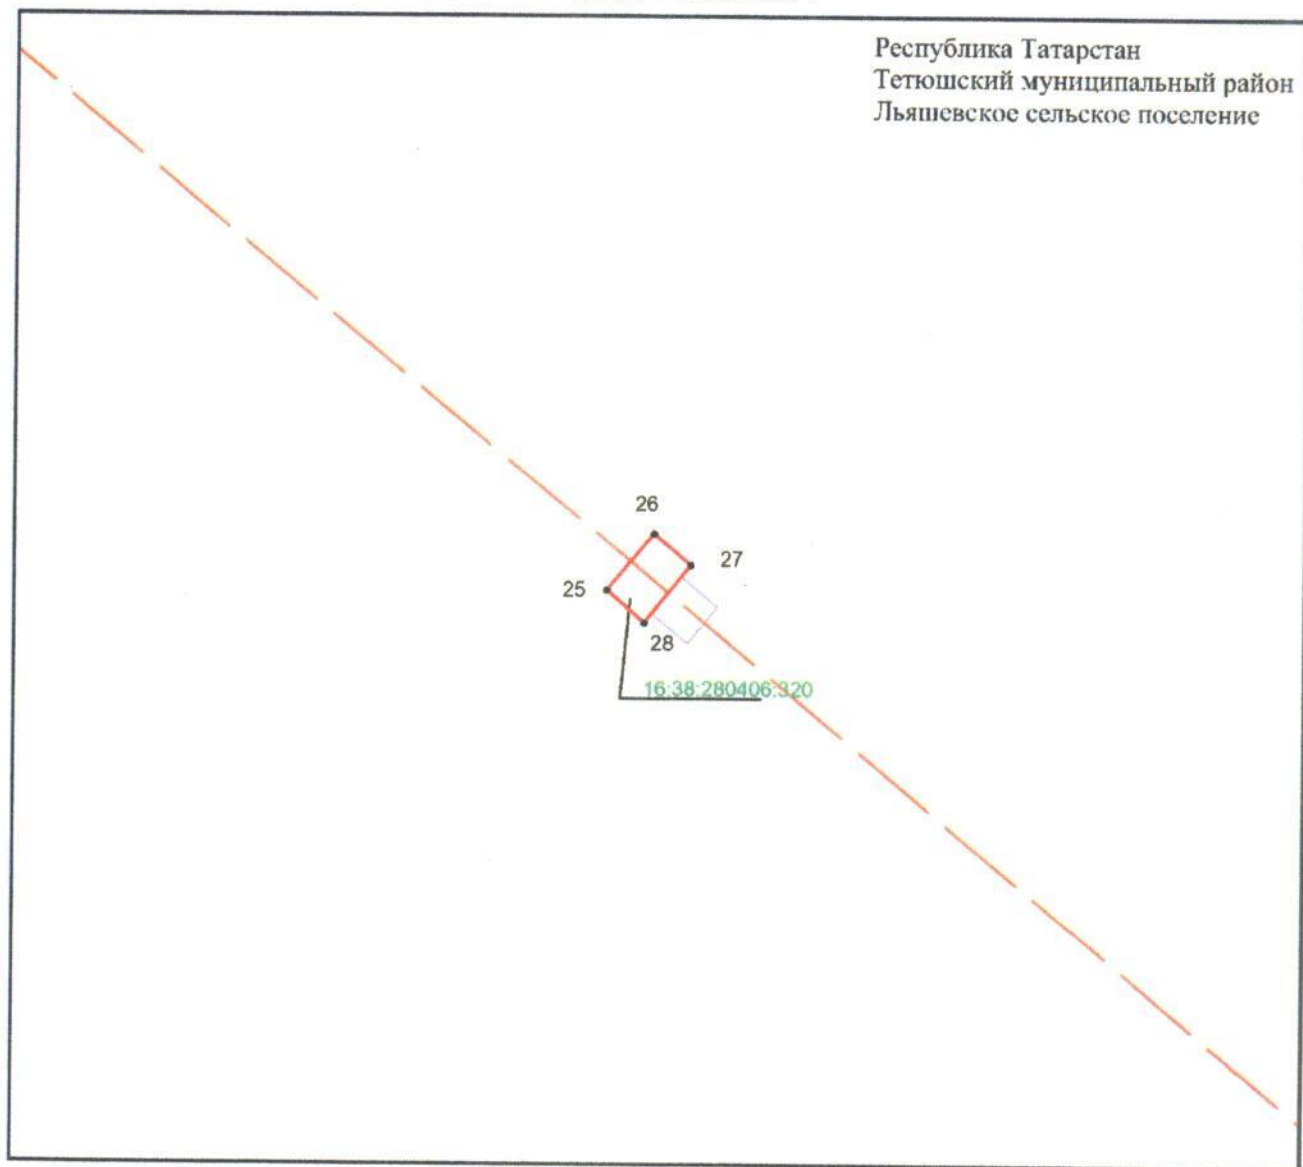 Республика Татарстан
Тетюшский муниципальный район
Льяшевское сельское поселение
26
27
25
28
16:38:280406:320